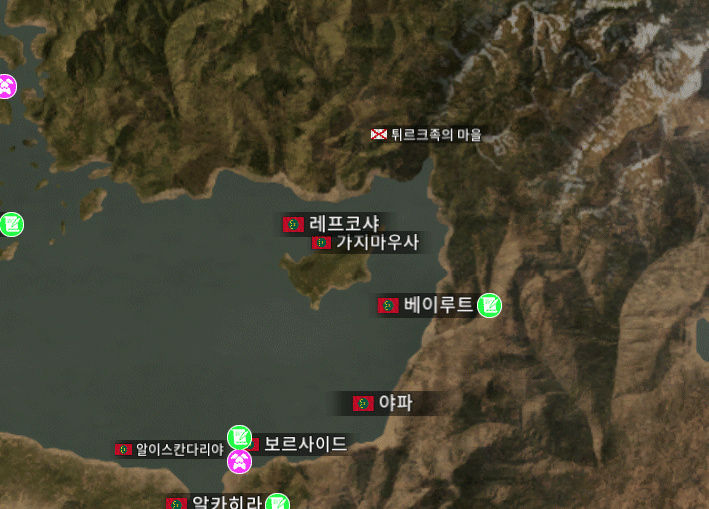 튀르크족의 마을
레프코샤
가지마우사
베이루트
야파
보르사이드
알이스칸다리야
알카히라